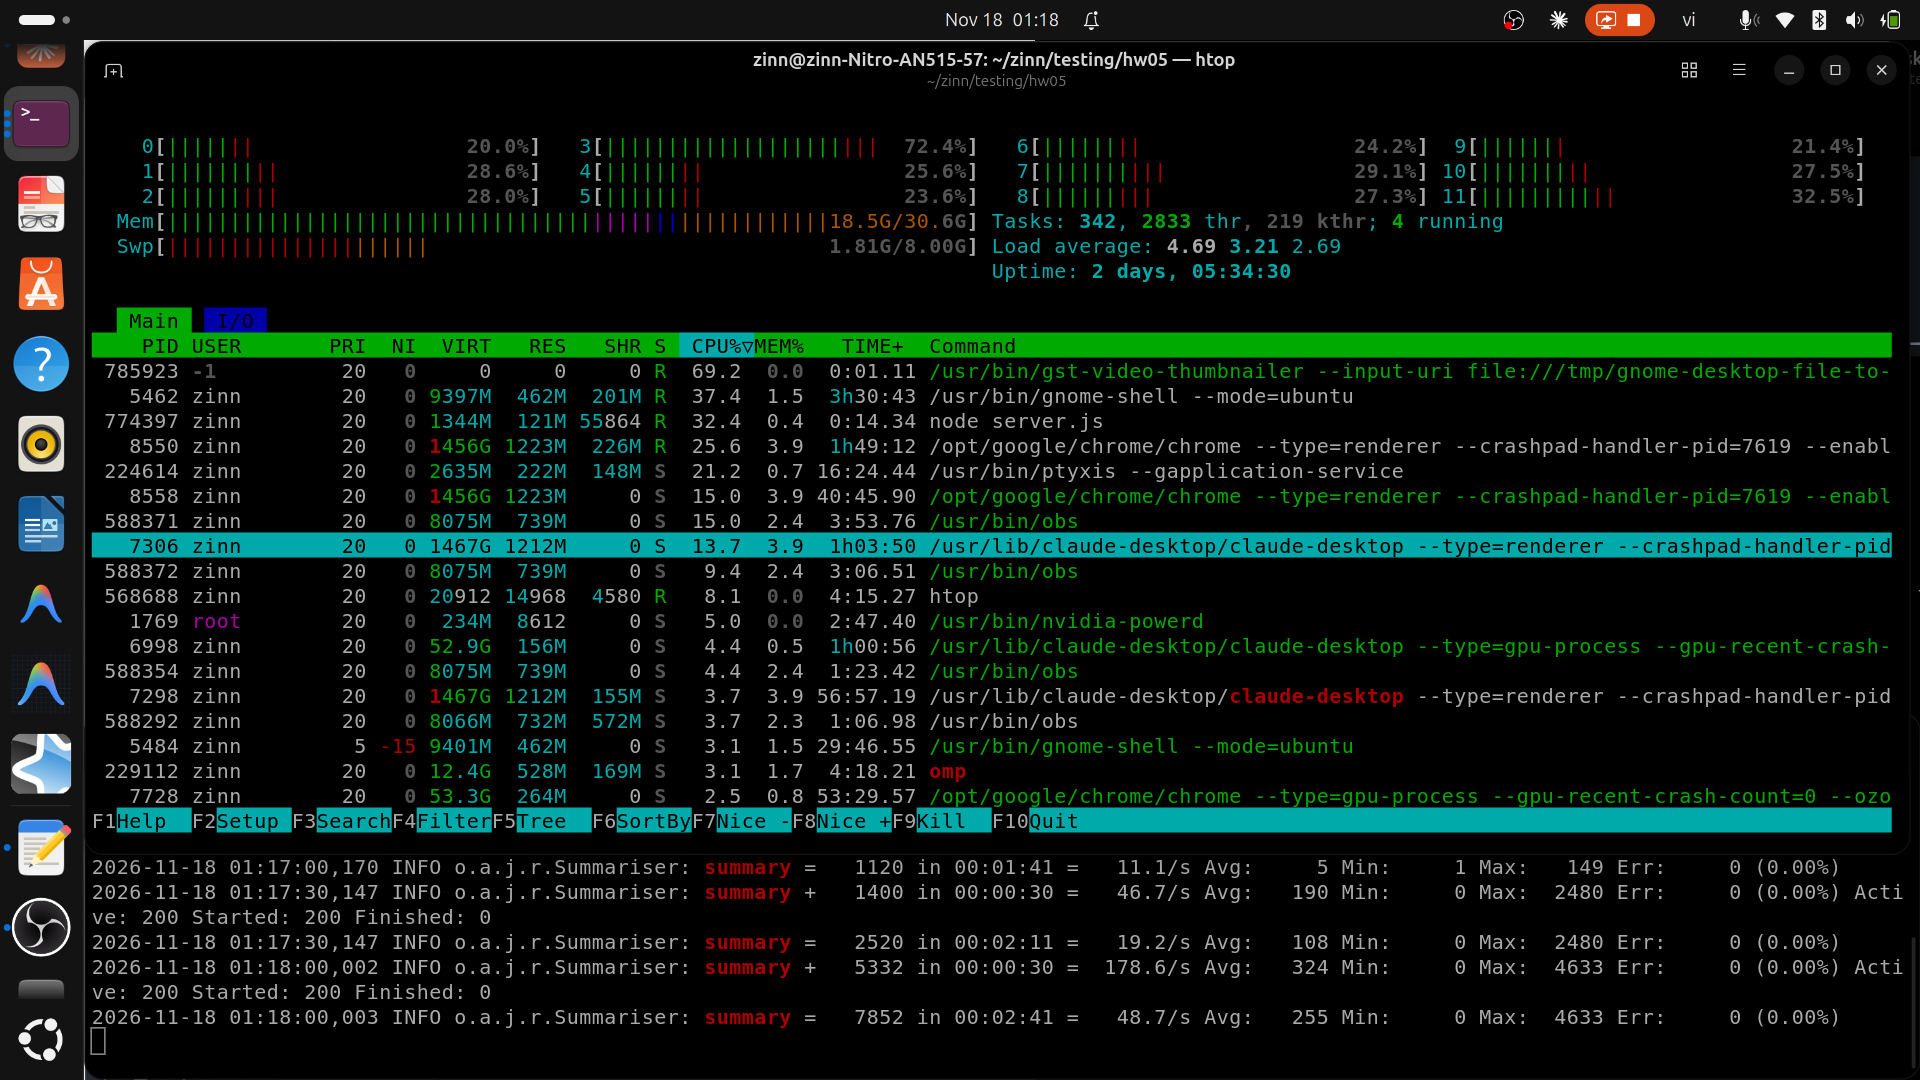 Nov 18 01:18
vi
zinn@zinn-Nitro-AN515-57: ~/zinn/testing/hw05 — htop
~/zinn/testing/hw05
0[|||||||20.0%] 3[||||||||||||||||||||||72.4%] 6[||||||||24.2%] 9[|||||||21.4%]
1[|||||||||28.6%] 4[||||||||25.6%] 7[||||||||||29.1%] 10[|||||||||27.5%]
2[|||||||||28.0%] 5[||||||||23.6%] 8[|||||||||27.3%] 11[|||||||||||32.5%]
Mem[|||||||||||||||||||||||||||||||||||||||||||||||||||||18.5G/30.6G] Tasks: 342, 2833 thr, 219 kthr; 4 running
Swp[|||||||||||||||||||||1.81G/8.00G] Load average: 4.69 3.21 2.69
Uptime: 2 days, 05:34:30
Main I/O
PID USER PRI NI VIRT RES SHR S CPU%▽MEM% TIME+ Command
785923 -1 20 0 0 0 0 R 69.2 0.0 0:01.11 /usr/bin/gst-video-thumbnailer --input-uri file:///tmp/gnome-desktop-file-to-
5462 zinn 20 0 9397M 462M 201M R 37.4 1.5 3h30:43 /usr/bin/gnome-shell --mode=ubuntu
774397 zinn 20 0 1344M 121M 55864 R 32.4 0.4 0:14.34 node server.js
8550 zinn 20 0 1456G 1223M 226M R 25.6 3.9 1h49:12 /opt/google/chrome/chrome --type=renderer --crashpad-handler-pid=7619 --enabl
224614 zinn 20 0 2635M 222M 148M S 21.2 0.7 16:24.44 /usr/bin/ptyxis --gapplication-service
8558 zinn 20 0 1456G 1223M 0 S 15.0 3.9 40:45.90 /opt/google/chrome/chrome --type=renderer --crashpad-handler-pid=7619 --enabl
588371 zinn 20 0 8075M 739M 0 S 15.0 2.4 3:53.76 /usr/bin/obs
7306 zinn 20 0 1467G 1212M 0 S 13.7 3.9 1h03:50 /usr/lib/claude-desktop/claude-desktop --type=renderer --crashpad-handler-pid
588372 zinn 20 0 8075M 739M 0 S 9.4 2.4 3:06.51 /usr/bin/obs
568688 zinn 20 0 20912 14968 4580 R 8.1 0.0 4:15.27 htop
1769 root 20 0 234M 8612 0 S 5.0 0.0 2:47.40 /usr/bin/nvidia-powerd
6998 zinn 20 0 52.9G 156M 0 S 4.4 0.5 1h00:56 /usr/lib/claude-desktop/claude-desktop --type=gpu-process --gpu-recent-crash-
588354 zinn 20 0 8075M 739M 0 S 4.4 2.4 1:23.42 /usr/bin/obs
7298 zinn 20 0 1467G 1212M 155M S 3.7 3.9 56:57.19 /usr/lib/claude-desktop/claude-desktop --type=renderer --crashpad-handler-pid
588292 zinn 20 0 8066M 732M 572M S 3.7 2.3 1:06.98 /usr/bin/obs
5484 zinn 5 -15 9401M 462M 0 S 3.1 1.5 29:46.55 /usr/bin/gnome-shell --mode=ubuntu
229112 zinn 20 0 12.4G 528M 169M S 3.1 1.7 4:18.21 omp
7728 zinn 20 0 53.3G 264M 0 S 2.5 0.8 53:29.57 /opt/google/chrome/chrome --type=gpu-process --gpu-recent-crash-count=0 --ozo
F1Help F2Setup F3SearchF4FilterF5Tree F6SortByF7Nice -F8Nice +F9Kill F10Quit
2026-11-18 01:17:00,170 INFO o.a.j.r.Summariser: summary = 1120 in 00:01:41 = 11.1/s Avg: 5 Min: 1 Max: 149 Err: 0 (0.00%)
2026-11-18 01:17:30,147 INFO o.a.j.r.Summariser: summary + 1400 in 00:00:30 = 46.7/s Avg: 190 Min: 0 Max: 2480 Err: 0 (0.00%) Acti
ve: 200 Started: 200 Finished: 0
2026-11-18 01:17:30,147 INFO o.a.j.r.Summariser: summary = 2520 in 00:02:11 = 19.2/s Avg: 108 Min: 0 Max: 2480 Err: 0 (0.00%)
2026-11-18 01:18:00,002 INFO o.a.j.r.Summariser: summary + 5332 in 00:00:30 = 178.6/s Avg: 324 Min: 0 Max: 4633 Err: 0 (0.00%) Acti
ve: 200 Started: 200 Finished: 0
2026-11-18 01:18:00,003 INFO o.a.j.r.Summariser: summary = 7852 in 00:02:41 = 48.7/s Avg: 255 Min: 0 Max: 4633 Err: 0 (0.00%)